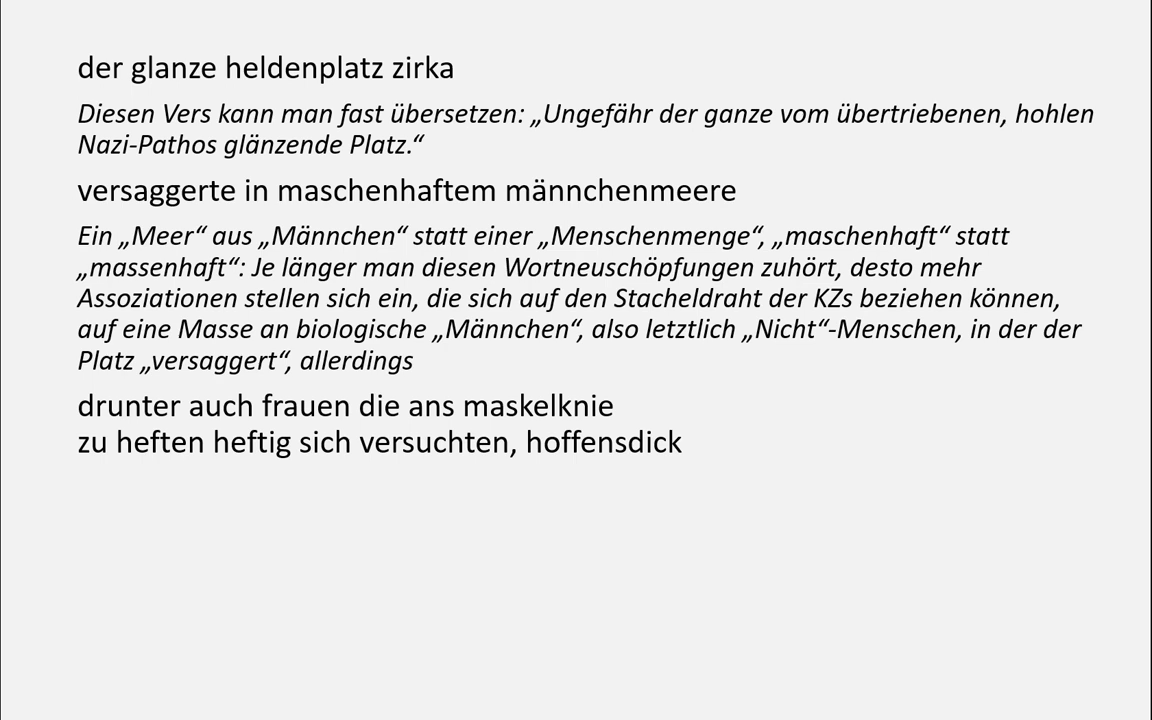 der glanze heldenplatz zirka
Diesen Vers kann man fast übersetzen: „Ungefähr der ganze vom übertriebenen, hohlen
Nazi-Pathos glänzende Platz.“
versaggerte in maschenhaftem männchenmeere
Ein „Meer“ aus „Männchen“ statt einer „Menschenmenge“, „maschenhaft“ statt
„massenhaft“: Je länger man diesen Wortneuschöpfungen zuhört, desto mehr
Assoziationen stellen sich ein, die sich auf den Stacheldraht der KZs beziehen können,
auf eine Masse an biologische „Männchen“, also letztlich „Nicht“-Menschen, in der der
Platz „versaggert“, allerdings
drunter auch frauen die ans maskelknie
zu heften heftig sich versuchten, hoffensdick